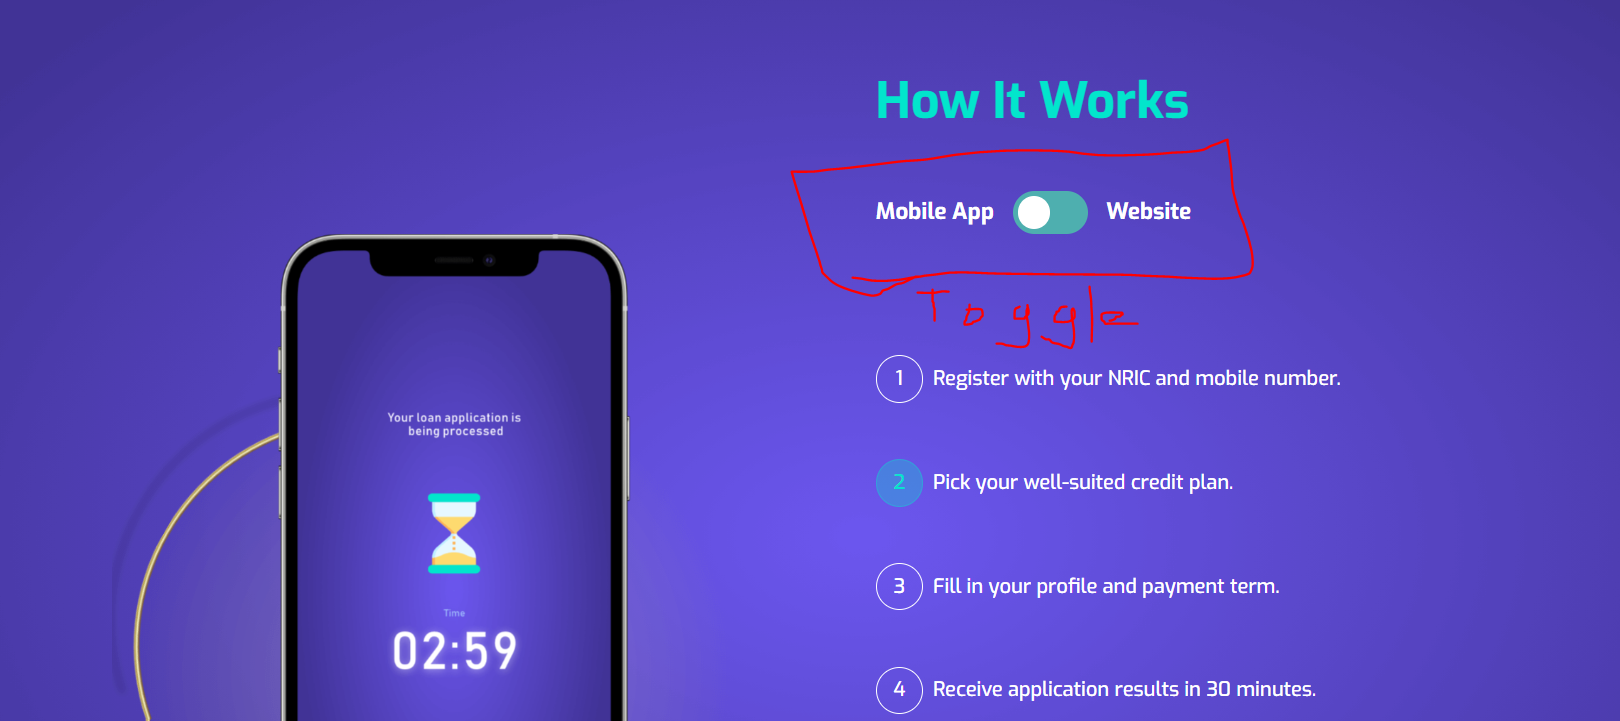 How It Works
Mobile App Website
Toggle
1 Register with your NRIC and mobile number.
2 Pick your well-suited credit plan.
3 Fill in your profile and payment term.
4 Receive application results in 30 minutes.
Your loan application is
being processed
Time
02:59